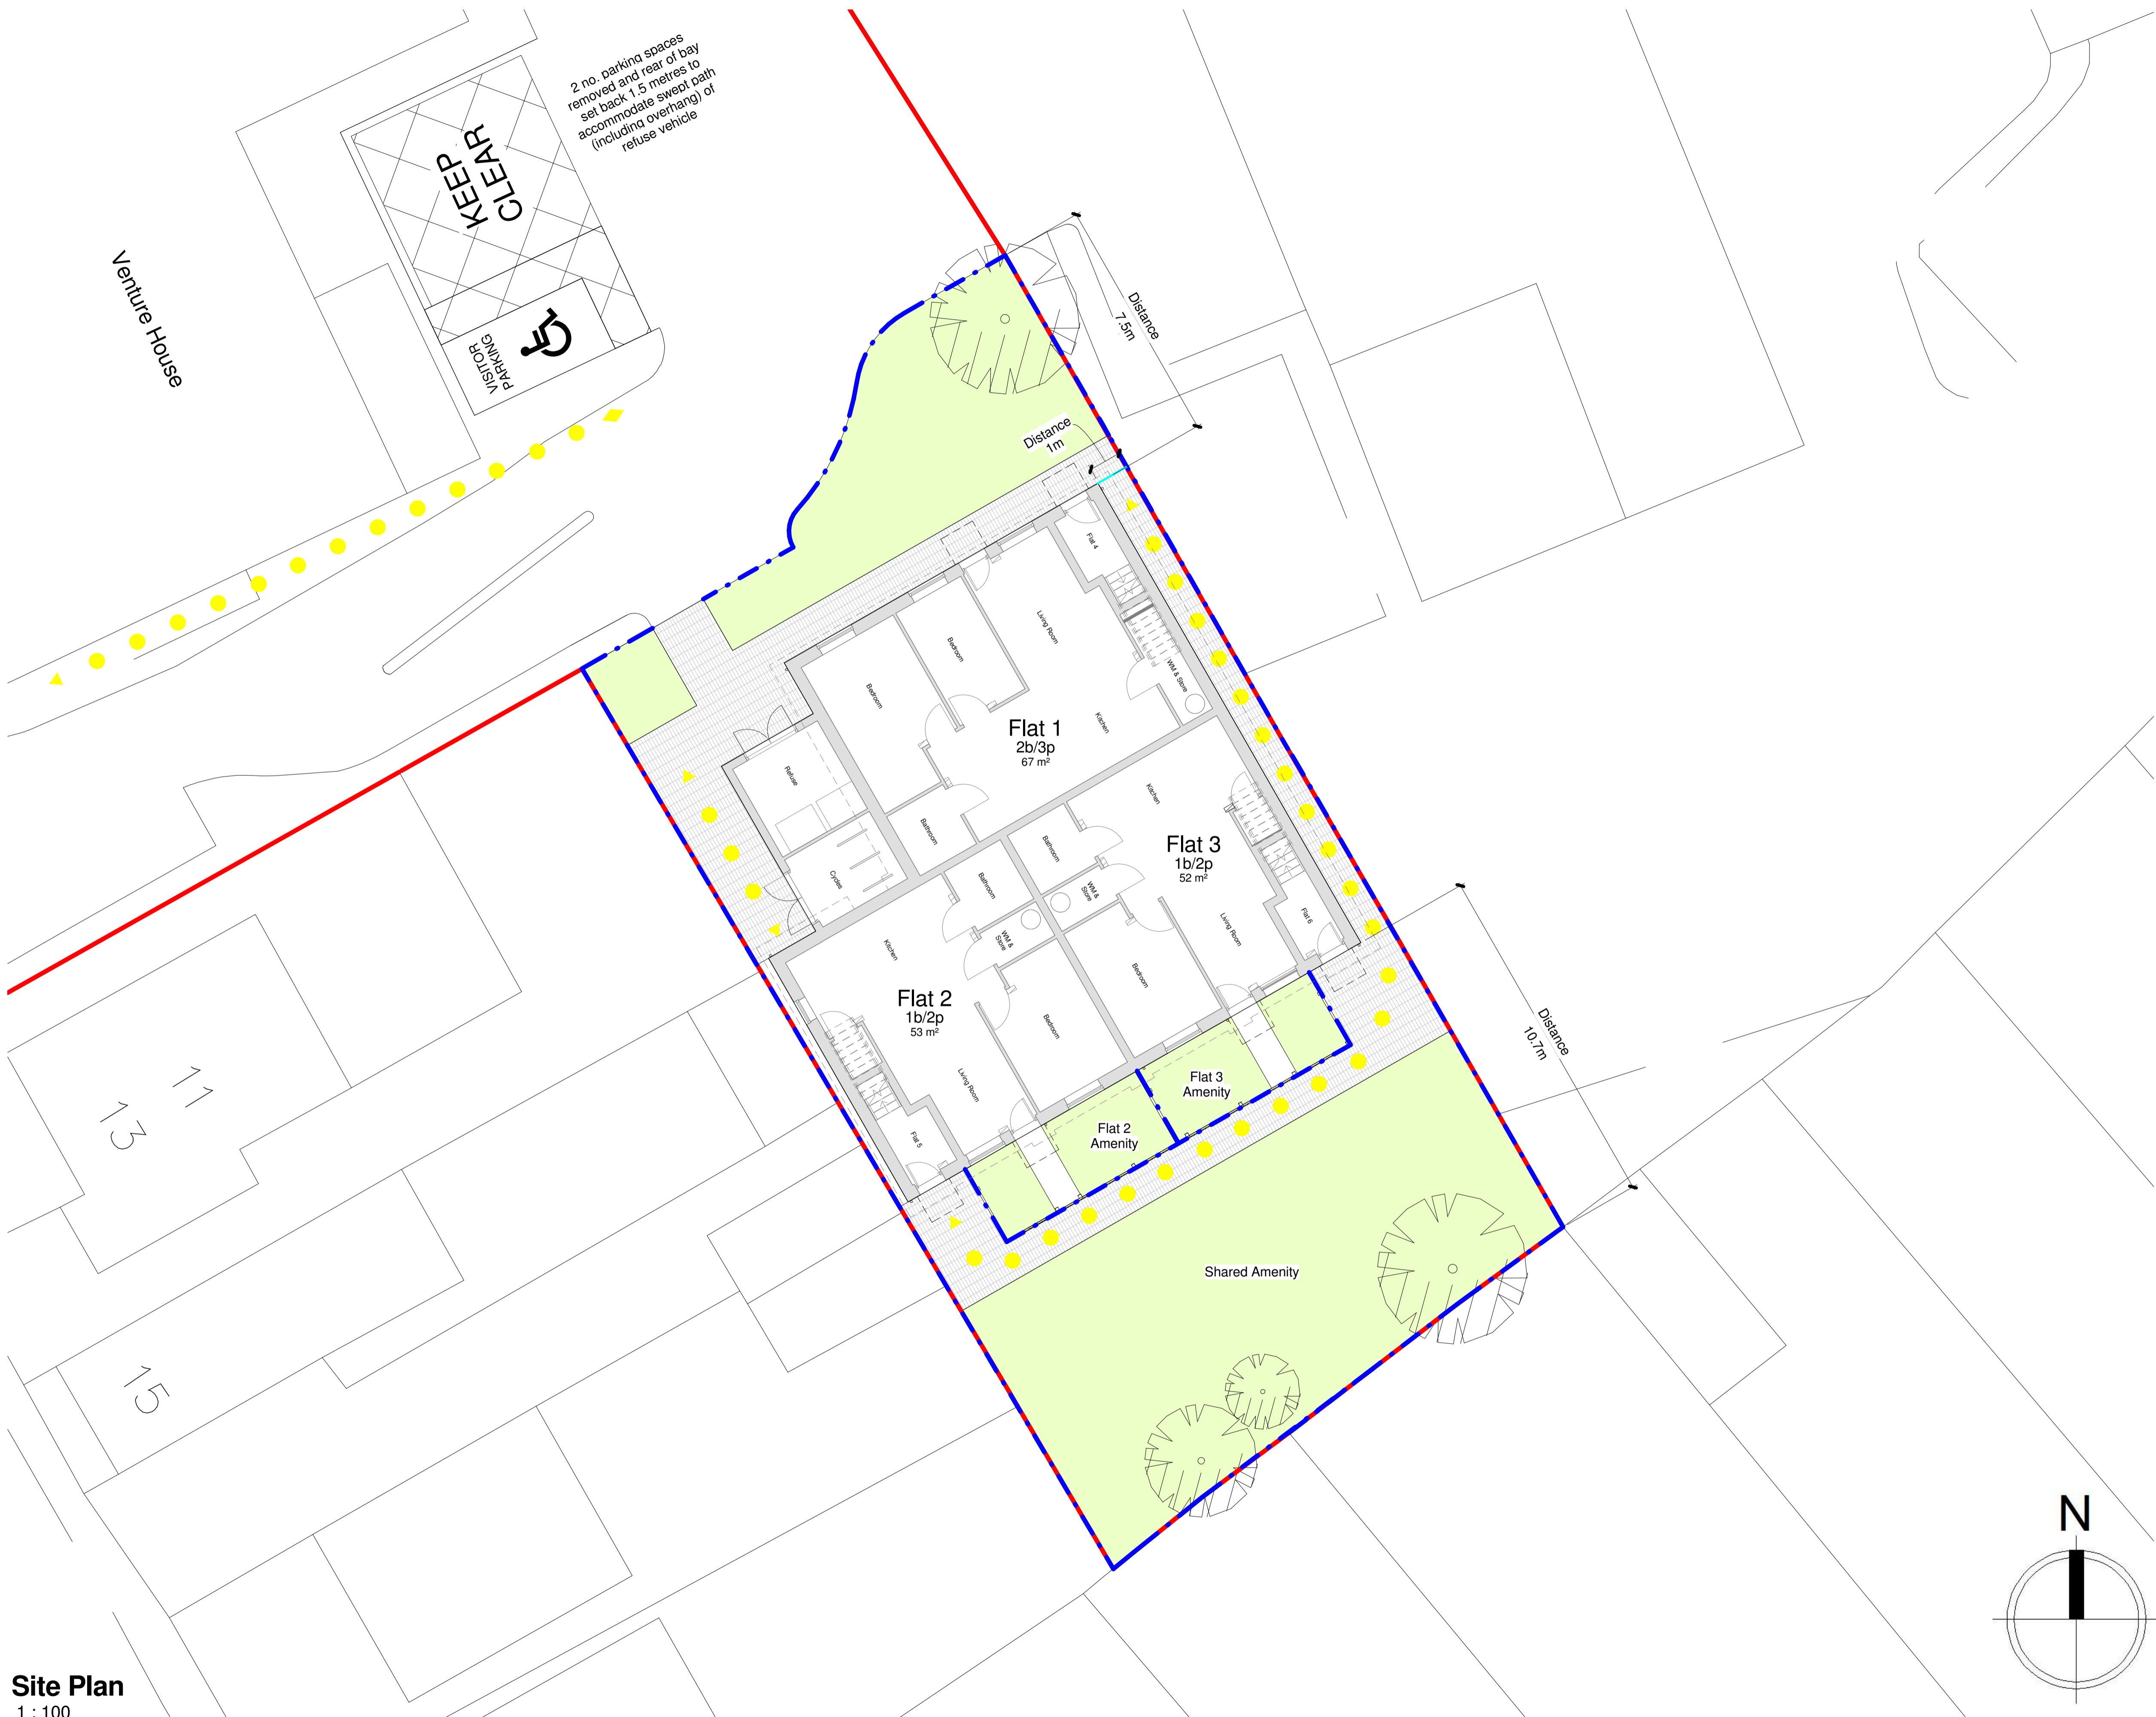 2 no. parking spaces
removed and rear of bay
set back 1.5 metres to
accommodate swept path
(including overhang) of
refuse vehicle
KEEP
CLEAR
VISITOR
PARKING
Venture House
Distance
7.5m
Distance
1m
Flat 4
Living Room
Bedroom
Bedroom
WM & Store
Kitchen
Flat 1
2b/3p
67 m²
Refuse
Bathroom
Cycles
Kitchen
Bathroom
Flat 3
1b/2p
52 m²
Bathroom
WM &
Store
Living Room
Flat 6
Kitchen
WM &
Store
Bedroom
Flat 2
1b/2p
53 m²
Bedroom
Living Room
Flat 5
Distance
10.7m
Flat 3
Amenity
Flat 2
Amenity
Shared Amenity
11
13
15
N
Site Plan
1 : 100